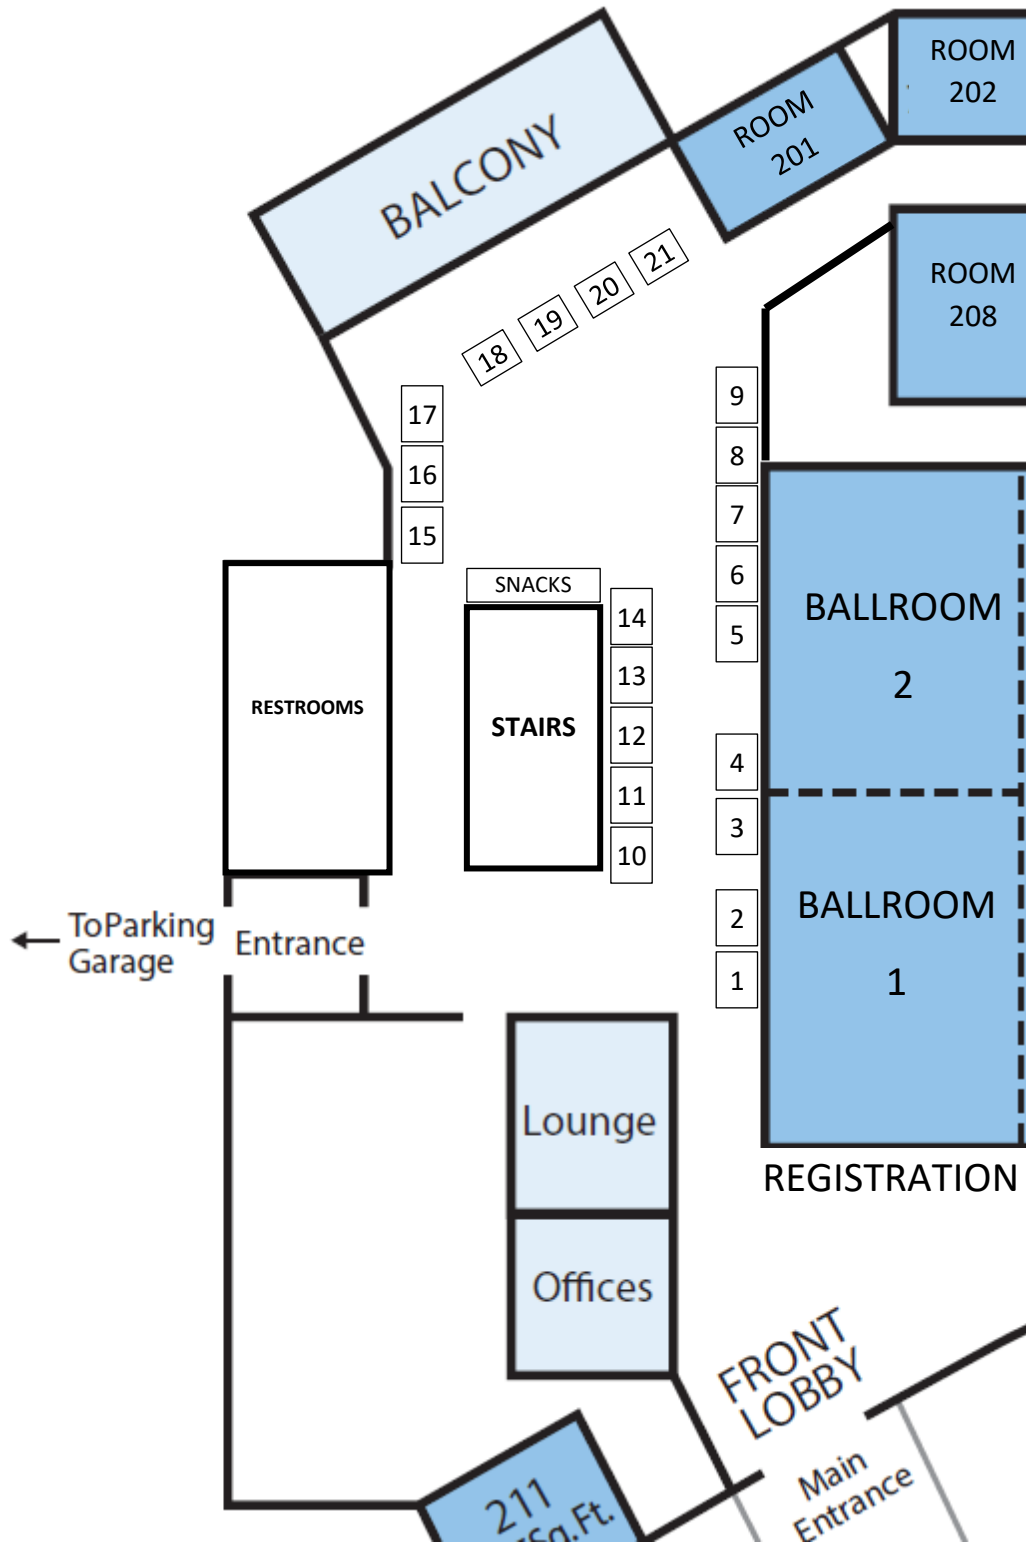 ROOM
202
ROOM
201
BALCONY
ROOM
208
21
20
19
18
17
16
15
9
8
7
6
5
4
3
2
1
SNACKS
14
13
12
11
10
STAIRS
RESTROOMS
BALLROOM
2
BALLROOM
1
ToParking
Garage
Entrance
Lounge
REGISTRATION
Offices
FRONT
LOBBY
Main
Entrance
211
Sq.Ft.